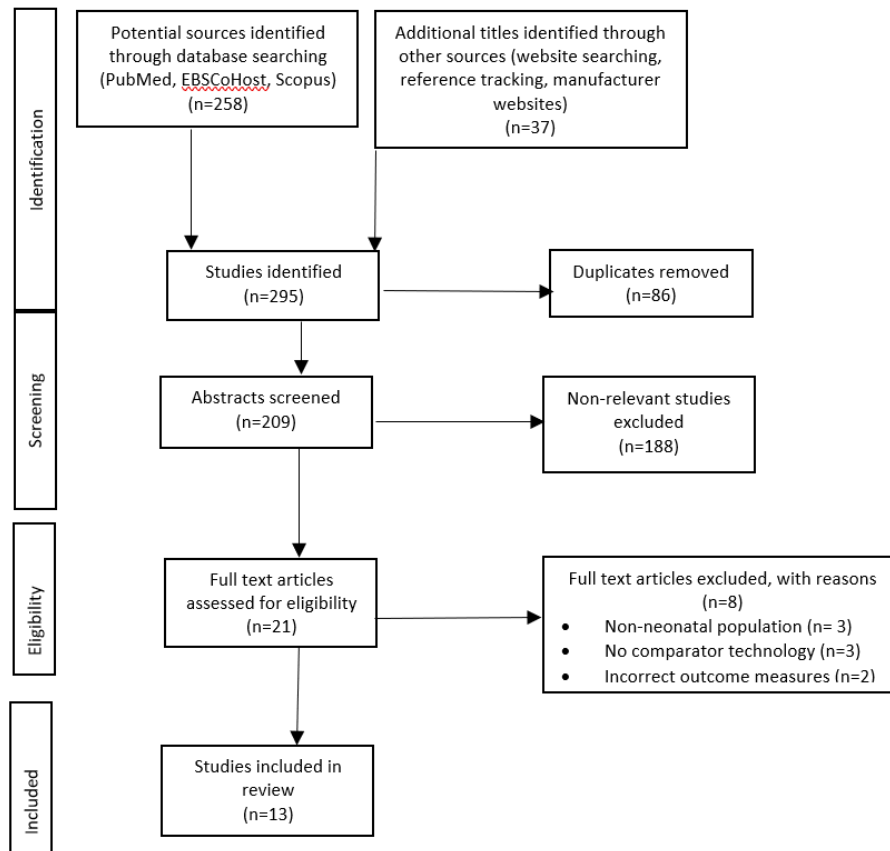 Identification
Potential sources identified
through database searching
(PubMed, EBSCoHost, Scopus)
(n=258)
Additional titles identified through
other sources (website searching,
reference tracking, manufacturer
websites)
(n=37)
Studies identified
(n=295)
Duplicates removed
(n=86)
Screening
Abstracts screened
(n=209)
Non-relevant studies
excluded
(n=188)
Eligibility
Full text articles
assessed for eligibility
(n=21)
Full text articles excluded, with reasons
(n=8)
• Non-neonatal population (n= 3)
• No comparator technology (n=3)
• Incorrect outcome measures (n=2)
Included
Studies included in
review
(n=13)